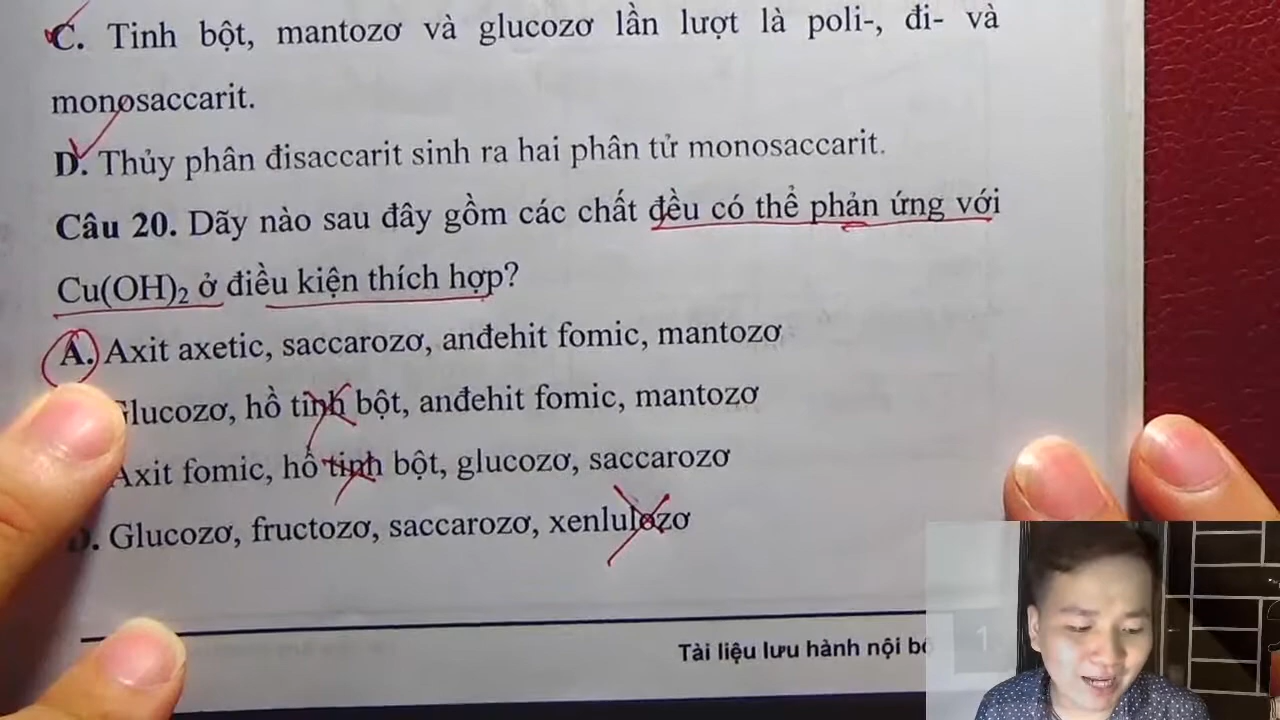 C. Tinh bột, mantozơ và glucozơ lần lượt là poli-, đi- và
monosaccarit.
D. Thủy phân đisaccarit sinh ra hai phân tử monosaccarit.
Câu 20. Dãy nào sau đây gồm các chất đều có thể phản ứng với
Cu(OH)₂ ở điều kiện thích hợp?
A. Axit axetic, saccarozơ, anđehit fomic, mantozơ
Glucozơ, hồ tinh bột, anđehit fomic, mantozơ
Axit fomic, hồ tinh bột, glucozơ, saccarozơ
D. Glucozơ, fructozơ, saccarozơ, xenlulozơ
Tài liệu lưu hành nội bộ
1